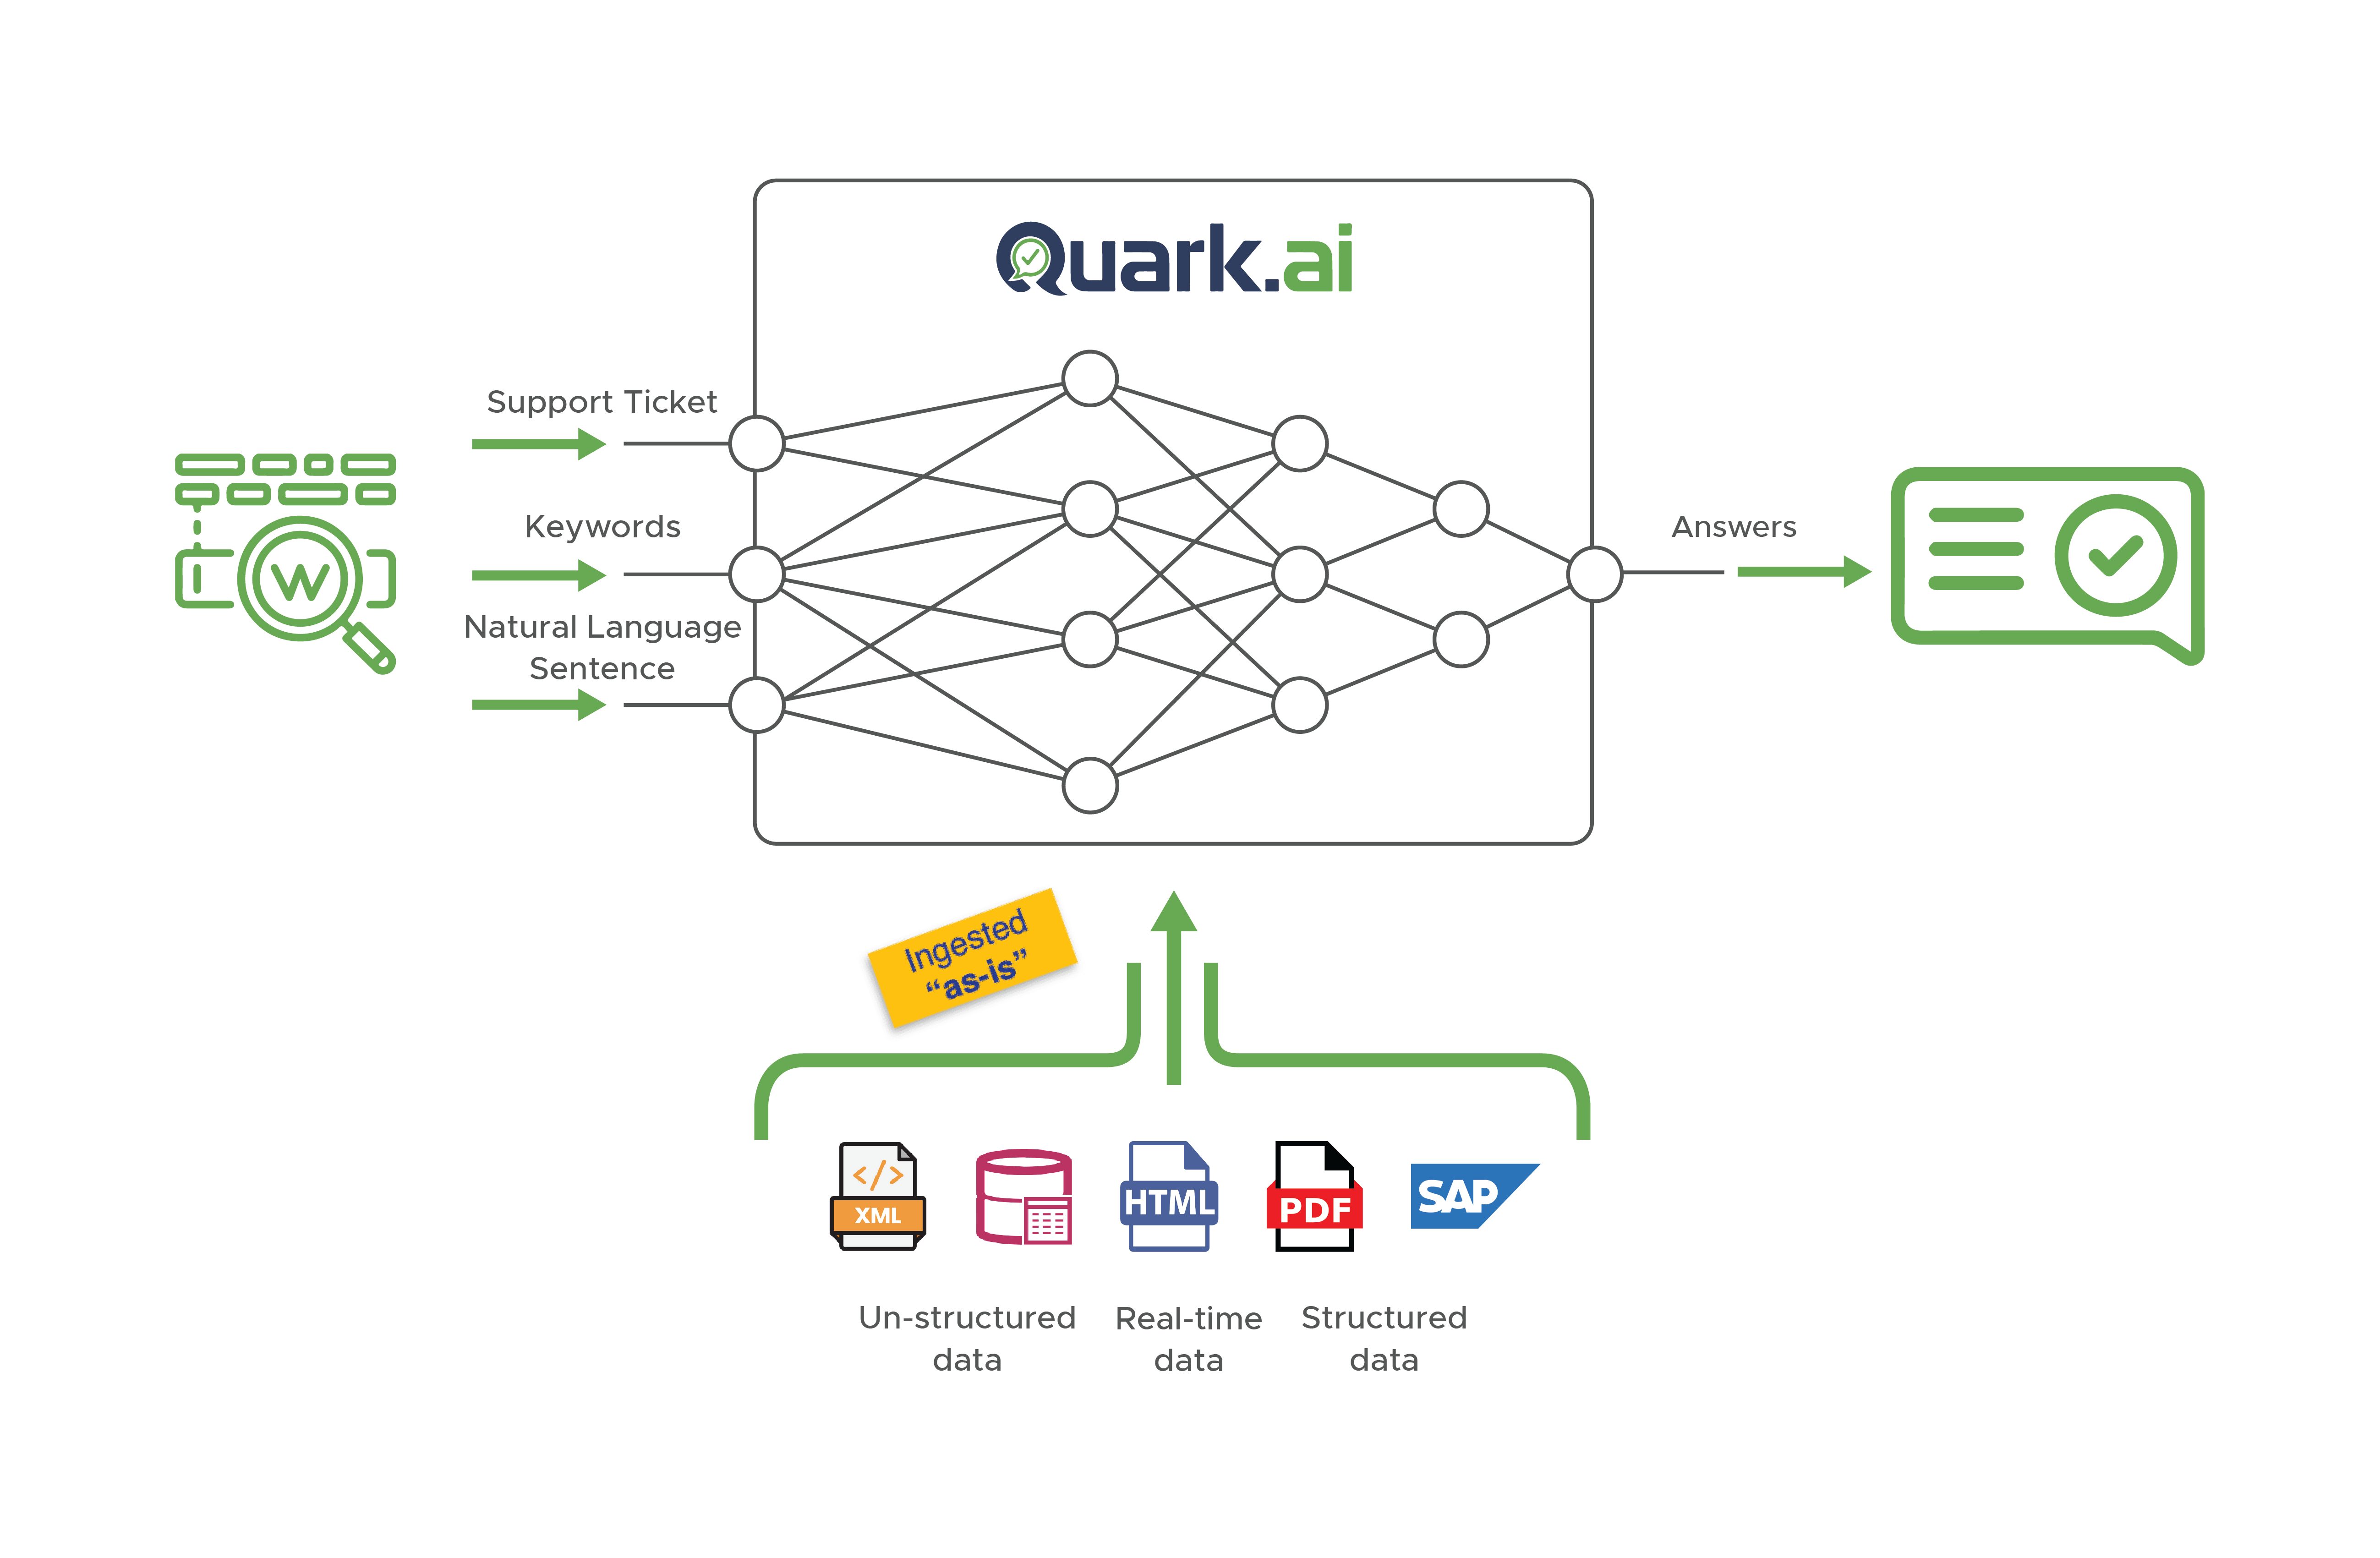 Quark.ai
Support Ticket
Keywords
Natural Language
Sentence
W
Answers
Ingested
“as-is”
XML
HTML
PDF
SAP
Un-structured
data
Real-time
data
Structured
data